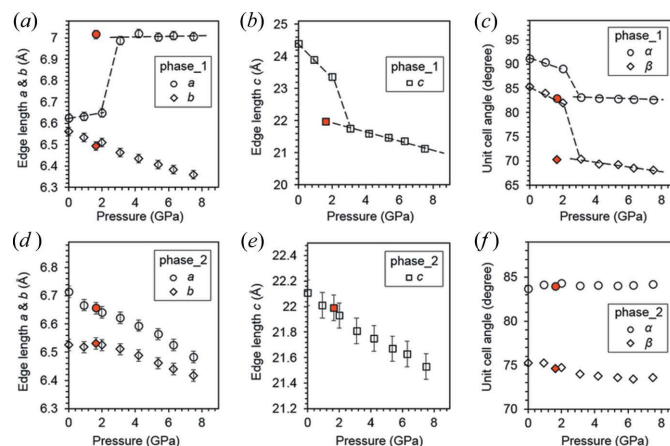 (a)
Edge length a & b (Å)
7
6.9
6.8
6.7
6.6
6.5
6.4
6.3
0 2 4 6 8
Pressure (GPa)
phase_1
a
b
(b)
Edge length c (Å)
25
24
23
22
21
20
0 2 4 6 8
Pressure (GPa)
phase_1
c
(c)
Unit cell angle (degree)
95
90
85
80
75
70
65
0 2 4 6 8
Pressure (GPa)
phase_1
α
β
(d)
Edge length a & b (Å)
6.8
6.7
6.6
6.5
6.4
6.3
0 2 4 6 8
Pressure (GPa)
phase_2
a
b
(e)
Edge length c (Å)
22.4
22.2
22
21.8
21.6
21.4
21.2
0 2 4 6 8
Pressure (GPa)
phase_2
c
(f)
Unit cell angle (degree)
90
85
80
75
70
0 2 4 6 8
Pressure (GPa)
phase_2
α
β